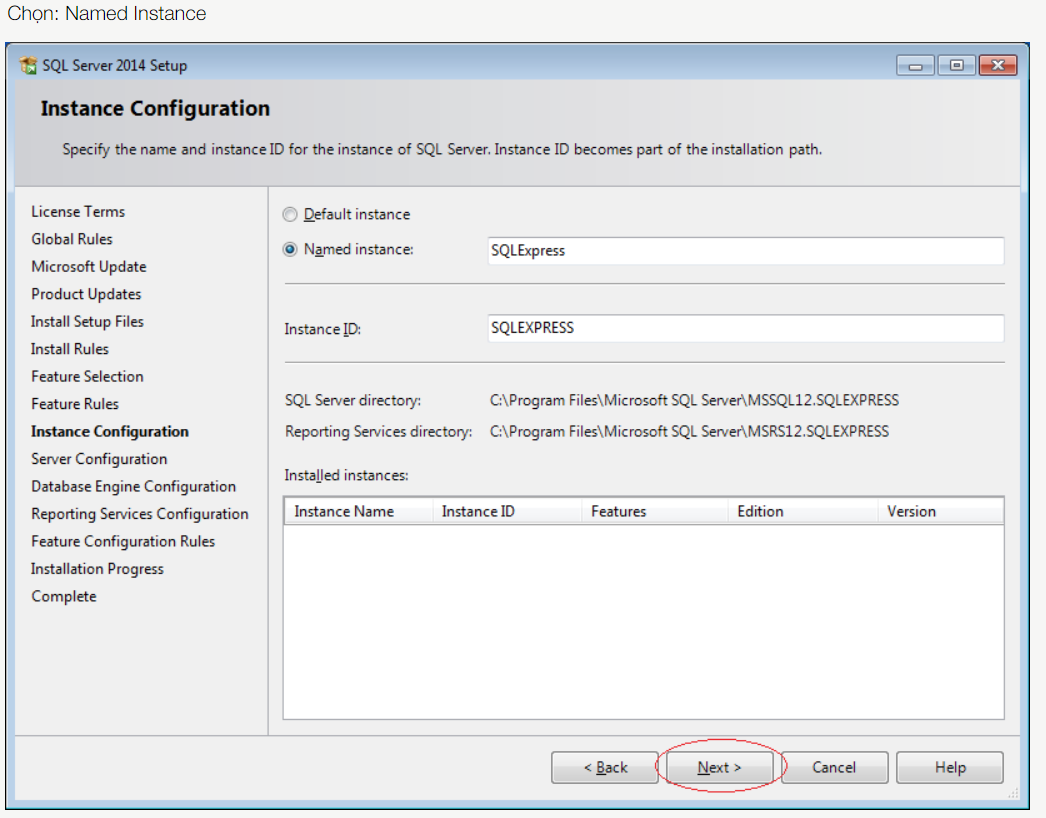 Chọn: Named Instance
SQL Server 2014 Setup
Instance Configuration
Specify the name and instance ID for the instance of SQL Server. Instance ID becomes part of the installation path.
License Terms
Global Rules
Microsoft Update
Product Updates
Install Setup Files
Install Rules
Feature Selection
Feature Rules
Instance Configuration
Server Configuration
Database Engine Configuration
Reporting Services Configuration
Feature Configuration Rules
Installation Progress
Complete
Default instance
Named instance: SQLExpress
Instance ID: SQLEXPRESS
SQL Server directory: C:\Program Files\Microsoft SQL Server\MSSQL12.SQLEXPRESS
Reporting Services directory: C:\Program Files\Microsoft SQL Server\MSRS12.SQLEXPRESS
Installed instances:
Instance Name Instance ID Features Edition Version
< Back Next > Cancel Help